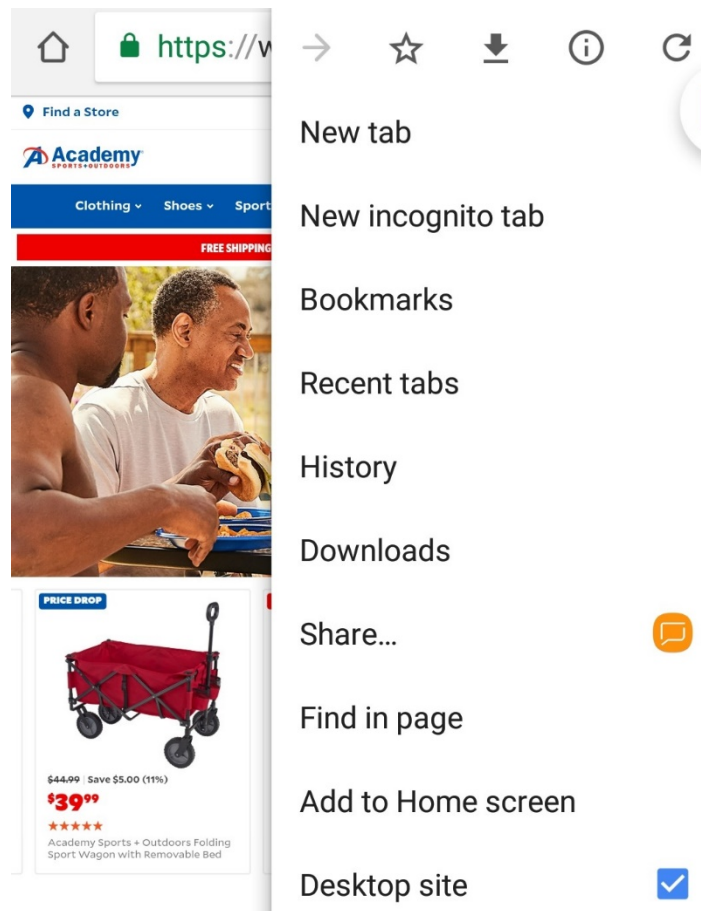 https://w
Find a Store
Academy
SPORTS+OUTDOORS
Clothing
Shoes
Sport
FREE SHIPPING
PRICE DROP
$44.99 | Save $5.00 (11%)
$39.99
Academy Sports + Outdoors Folding
Sport Wagon with Removable Bed
New tab
New incognito tab
Bookmarks
Recent tabs
History
Downloads
Share...
Find in page
Add to Home screen
Desktop site